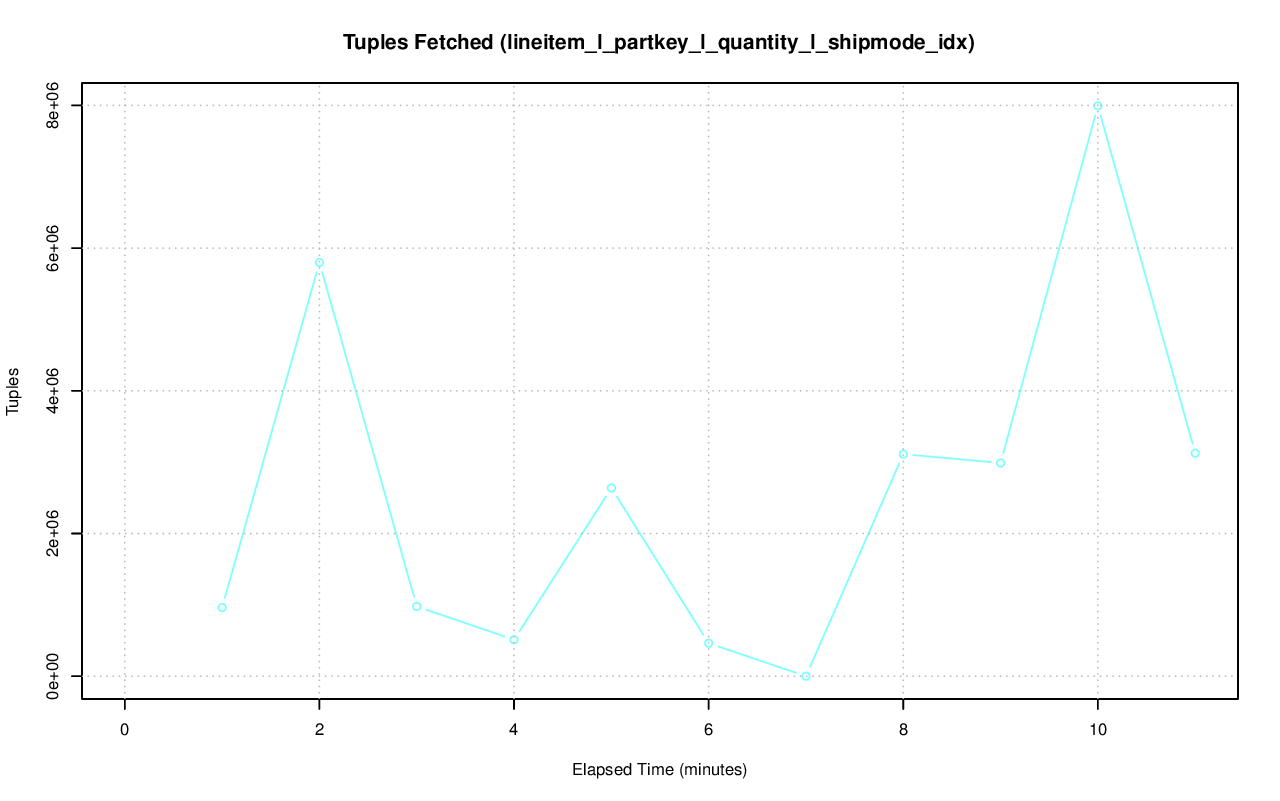 Tuples Fetched (lineitem_l_partkey_l_quantity_l_shipmode_idx)
8e+06
6e+06
4e+06
2e+06
0e+00
Tuples
0 2 4 6 8 10
Elapsed Time (minutes)